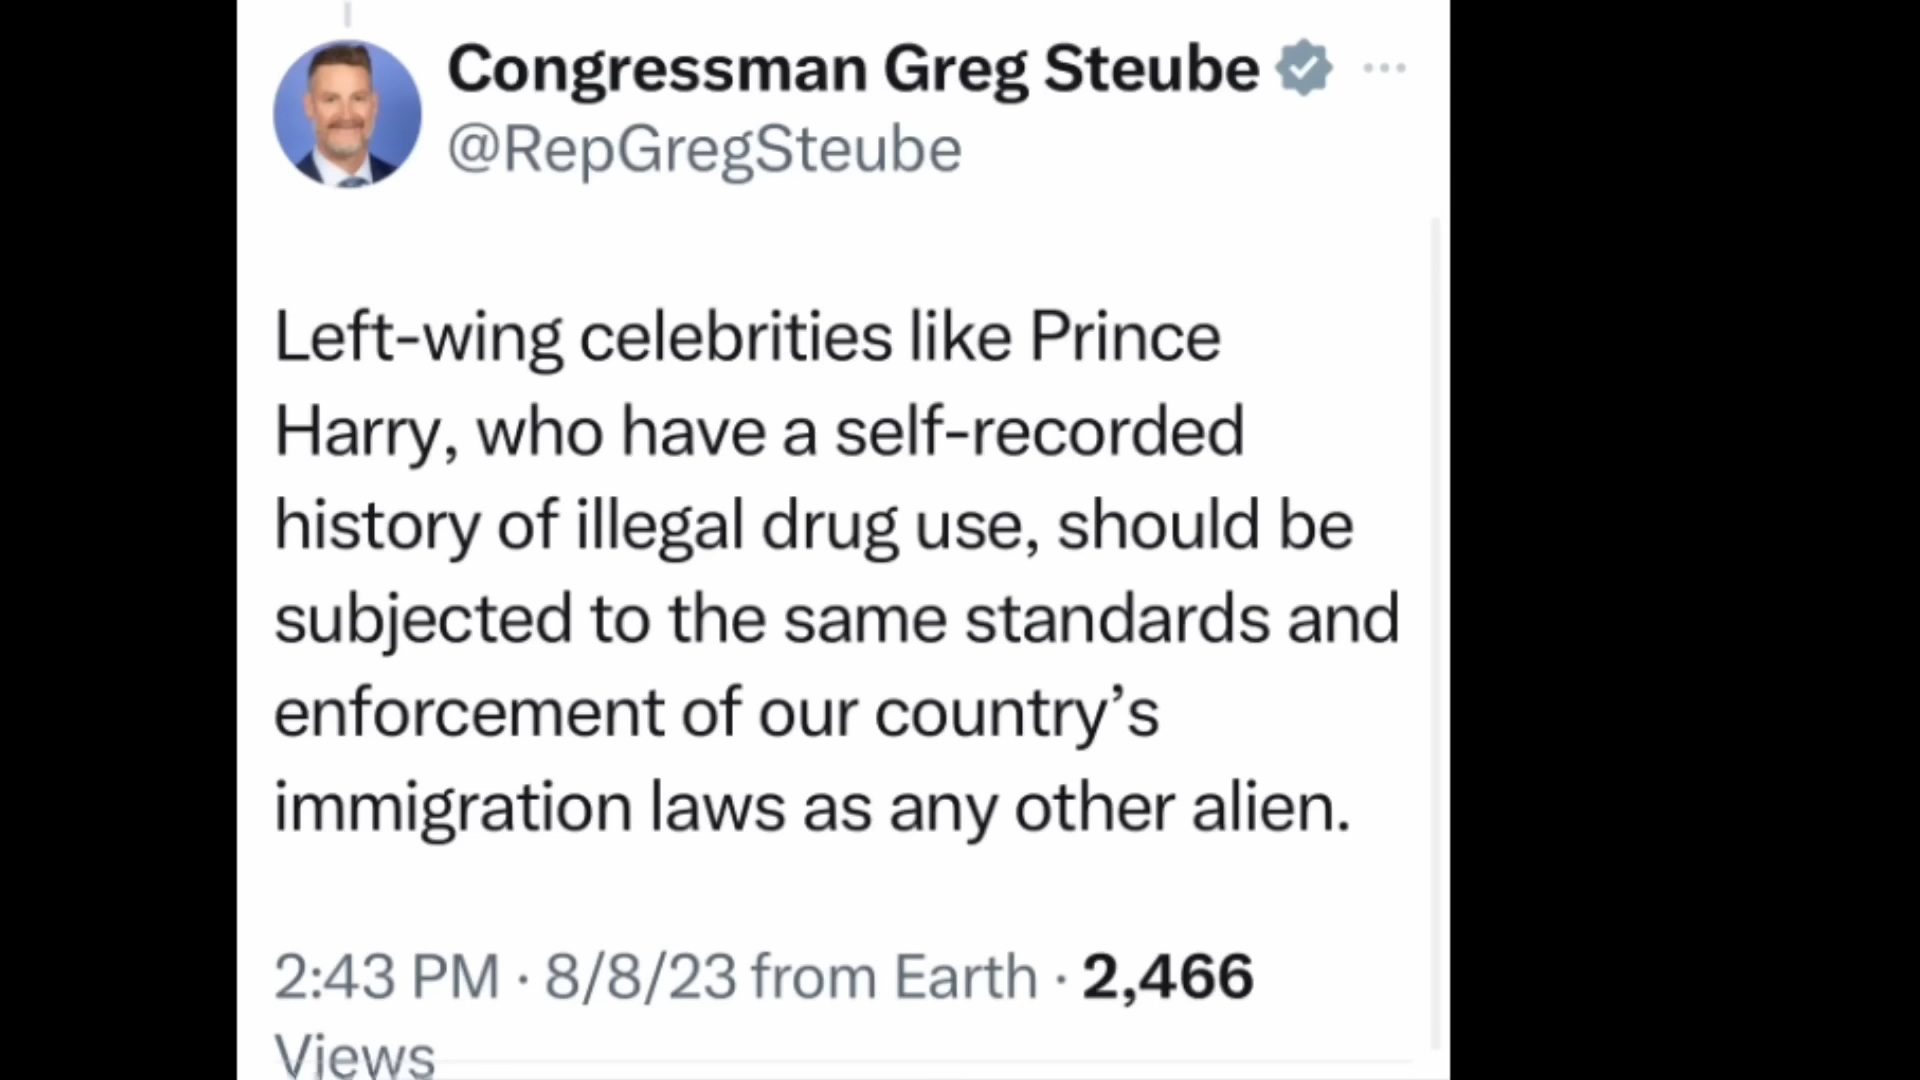 Congressman Greg Steube
@RepGregSteube
Left-wing celebrities like Prince
Harry, who have a self-recorded
history of illegal drug use, should be
subjected to the same standards and
enforcement of our country’s
immigration laws as any other alien.
2:43 PM · 8/8/23 from Earth · 2,466
Views